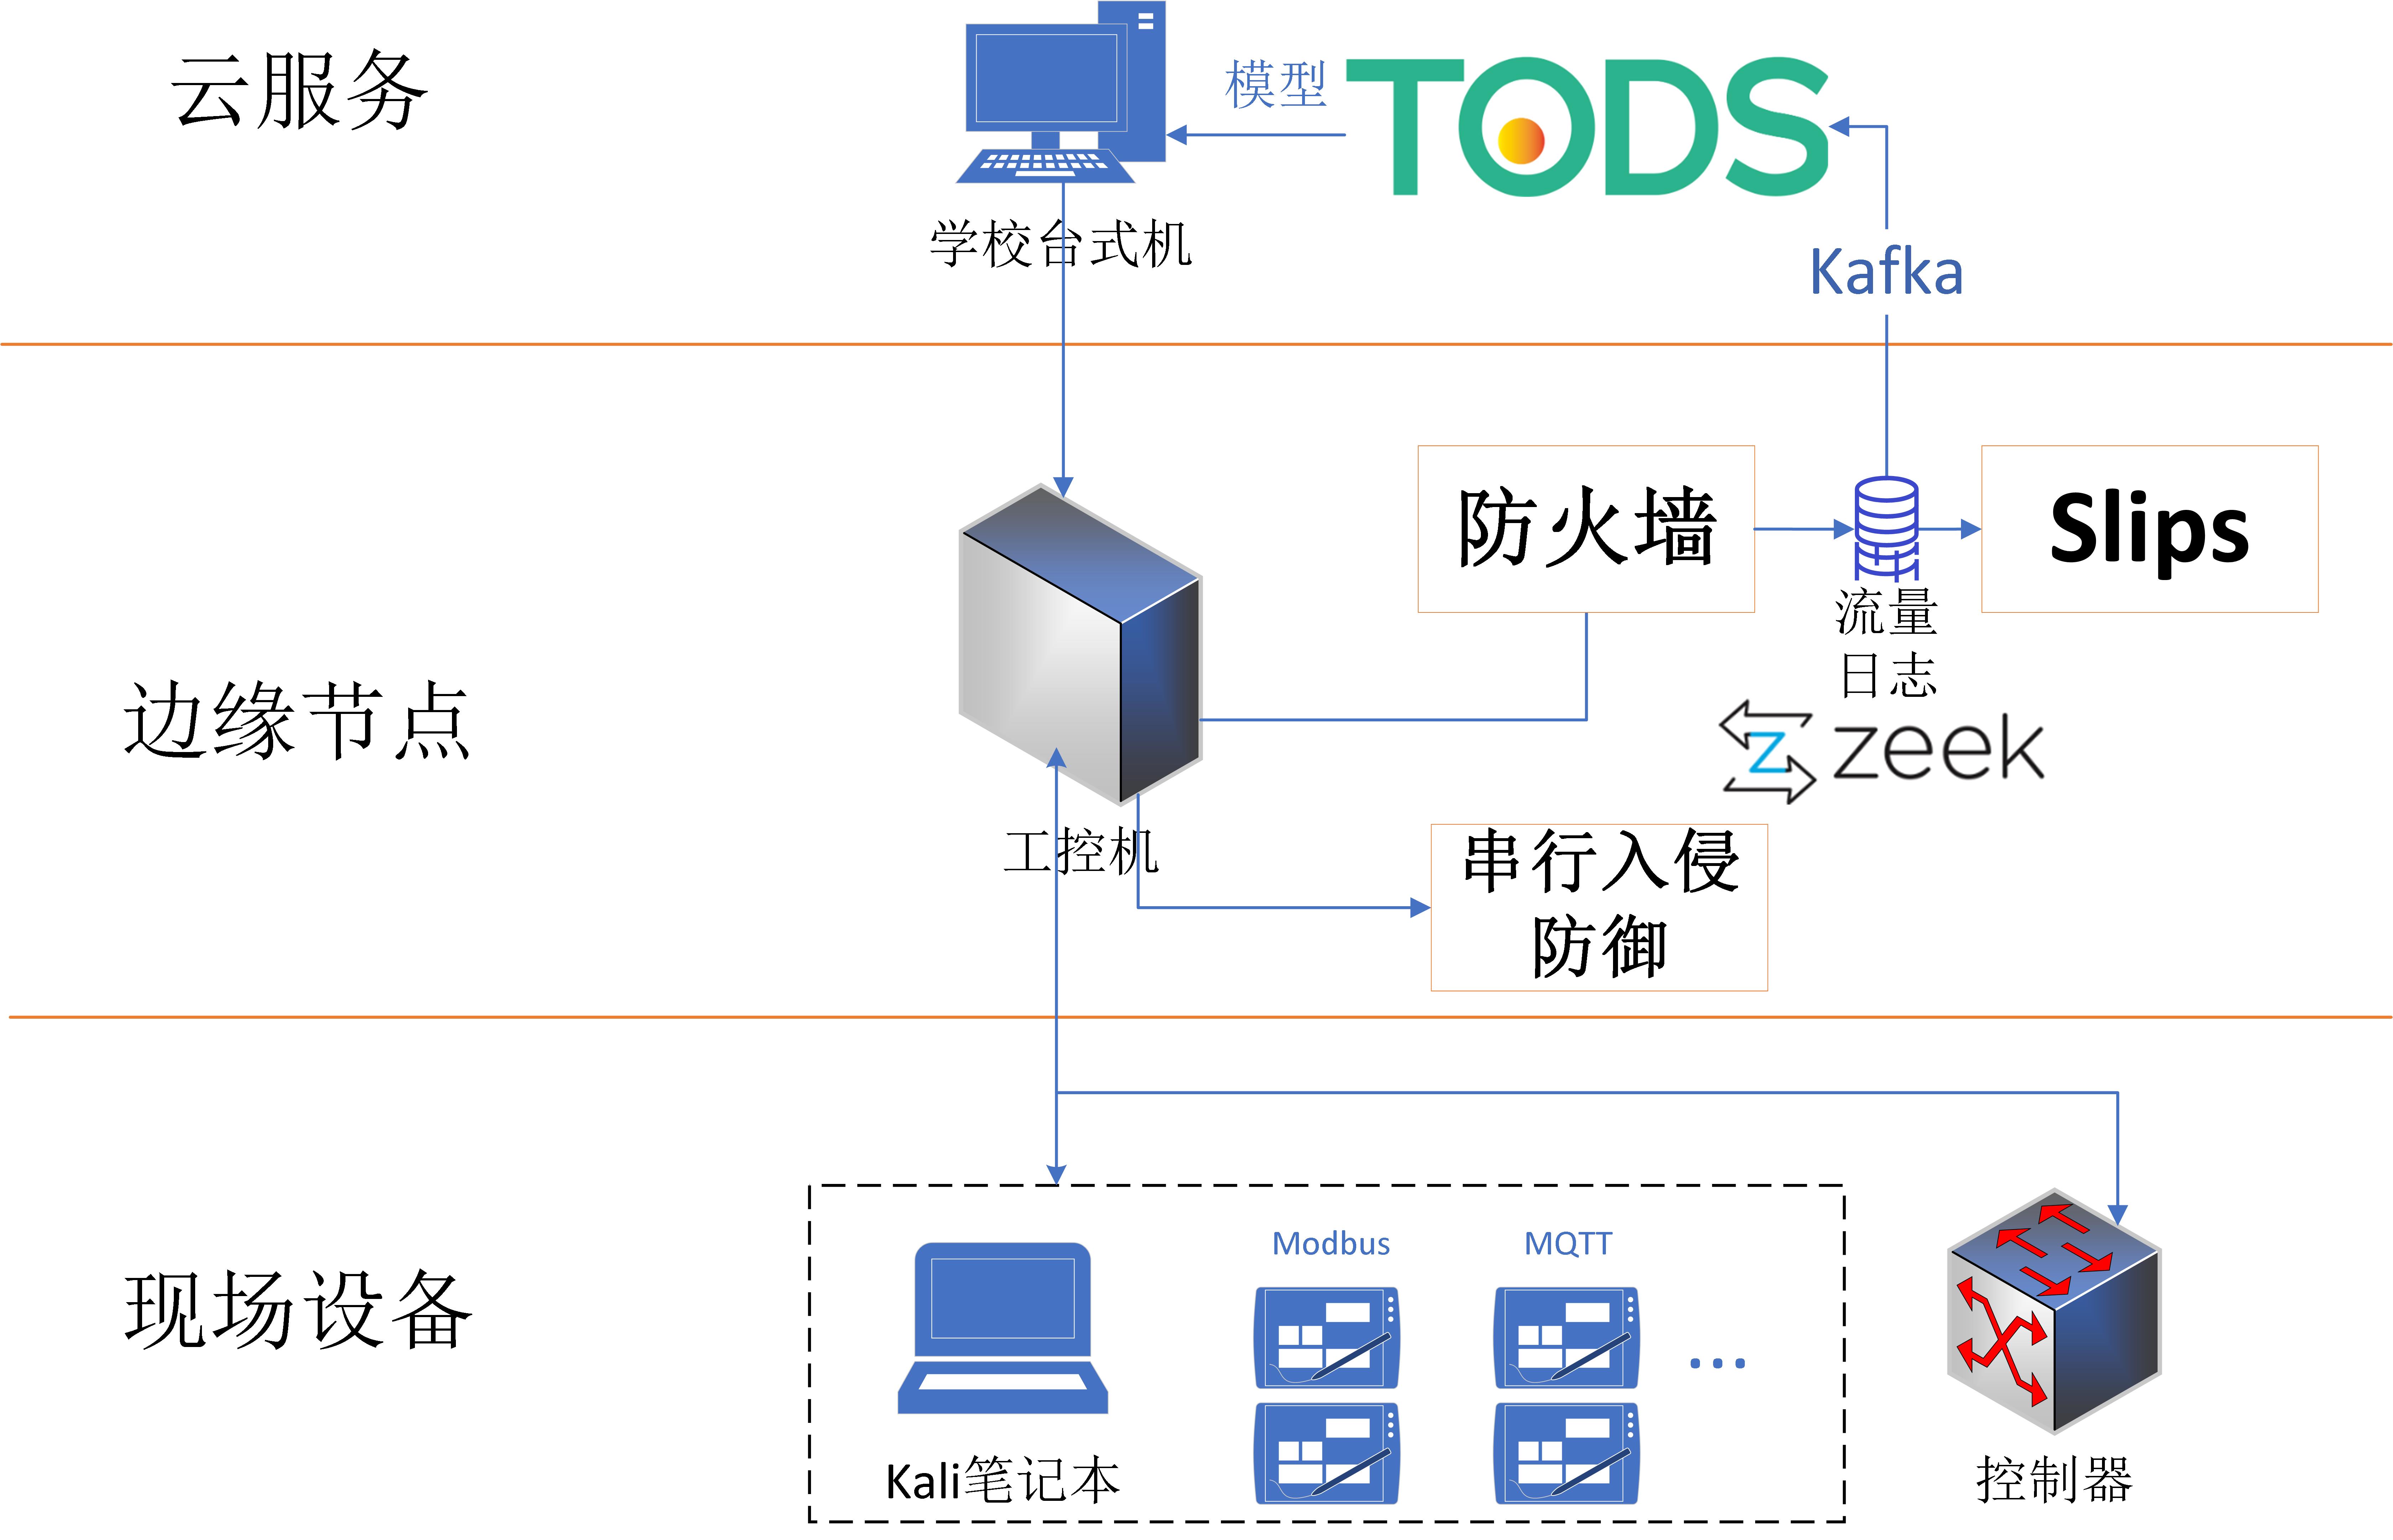 云服务
模型
TODS
学校台式机
Kafka
防火墙
Slips
流量
日志
边缘节点
zeek
工控机
串行入侵
防御
现场设备
Modbus
MQTT
...
Kali笔记本
控制器